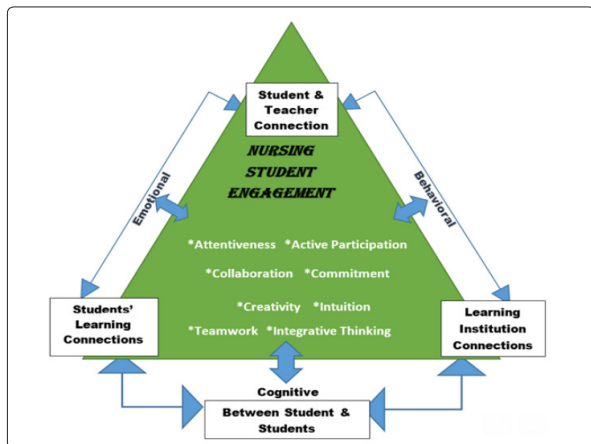 Student &
Teacher
Connection
NURSING
STUDENT
ENGAGEMENT
Emotional
Behavioral
*Attentiveness *Active Participation
*Collaboration *Commitment
*Creativity *Intuition
*Teamwork *Integrative Thinking
Students'
Learning
Connections
Learning
Institution
Connections
Cognitive
Between Student &
Students